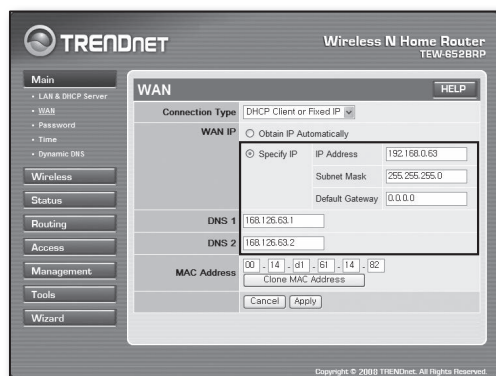 TRENDNET
Wireless N Home Router
TEW-652BRP
Main
• LAN & DHCP Server
• WAN
• Password
• Time
• Dynamic DNS
Wireless
Status
Routing
Access
Management
Tools
Wizard
WAN
HELP
Connection Type DHCP Client or Fixed IP
WAN IP Obtain IP Automatically
Specify IP IP Address 192.168.0.63
Subnet Mask 255.255.255.0
Default Gateway 0.0.0.0
DNS 1 168.126.63.1
DNS 2 168.126.63.2
MAC Address 00 - 14 - d1 - 61 - 14 - 82
Clone MAC Address
Cancel Apply
Copyright © 2008 TRENDnet. All Rights Reserved.